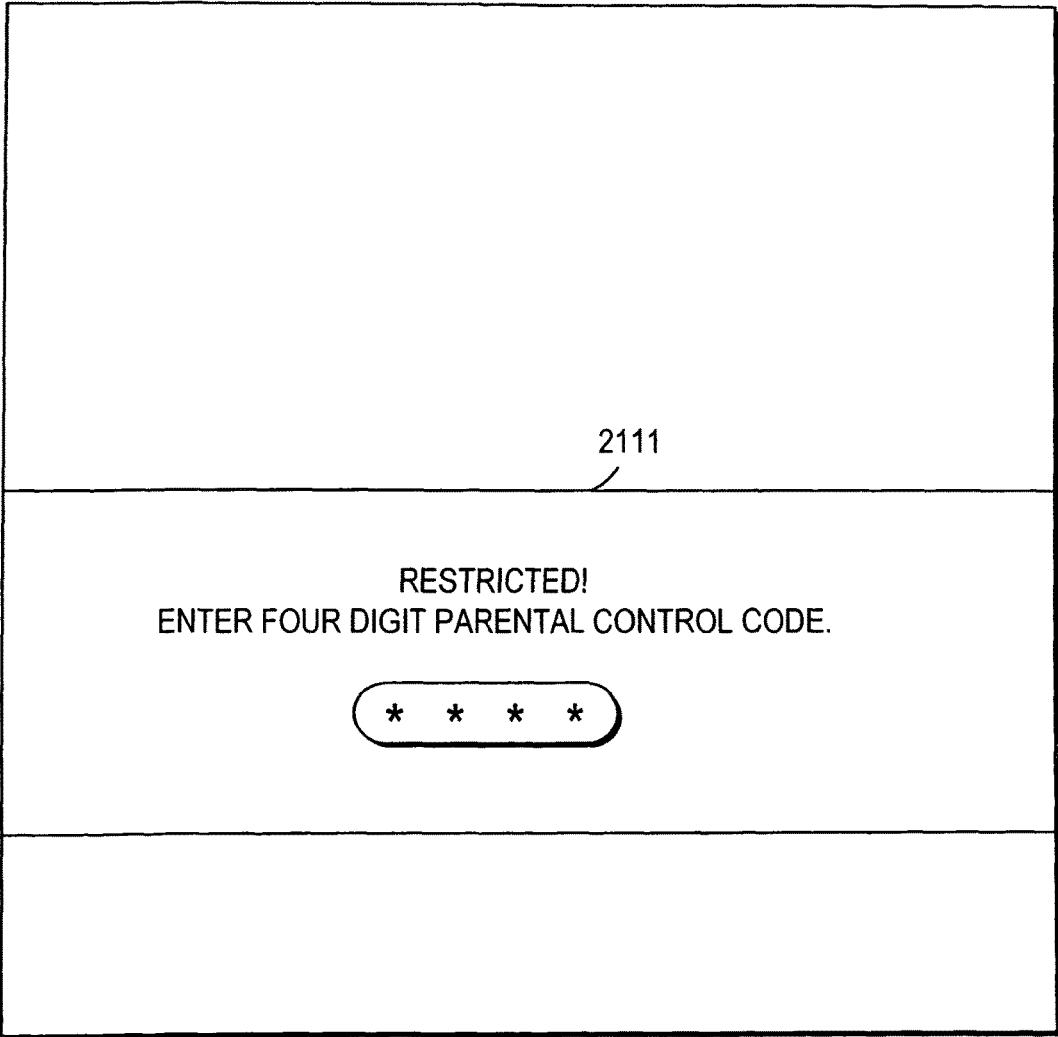 2111
RESTRICTED!
ENTER FOUR DIGIT PARENTAL CONTROL CODE.
* * * *